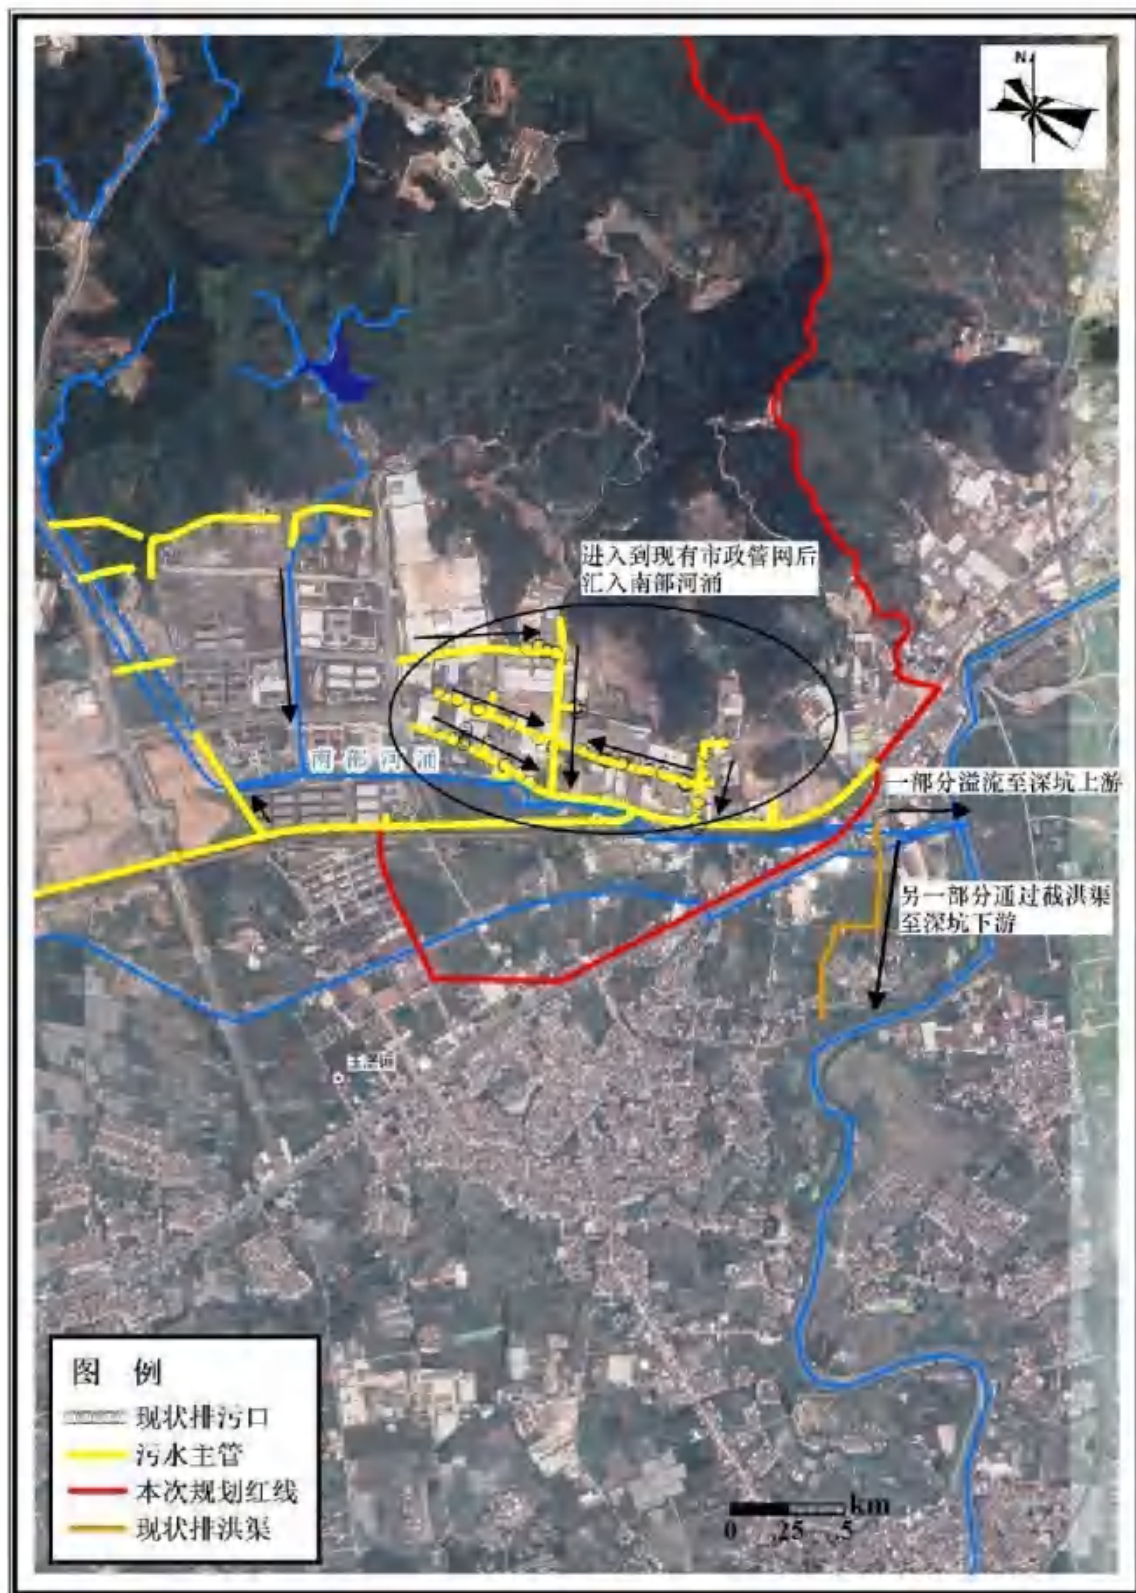 N
进入到现有市政管网后
汇入南部河涌
南部河涌
一部分溢流至深坑上游
另一部分通过截洪渠
至深坑下游
图 例
现状排污口
污水主管
本次规划红线
现状排洪渠
km
0 .25 .5